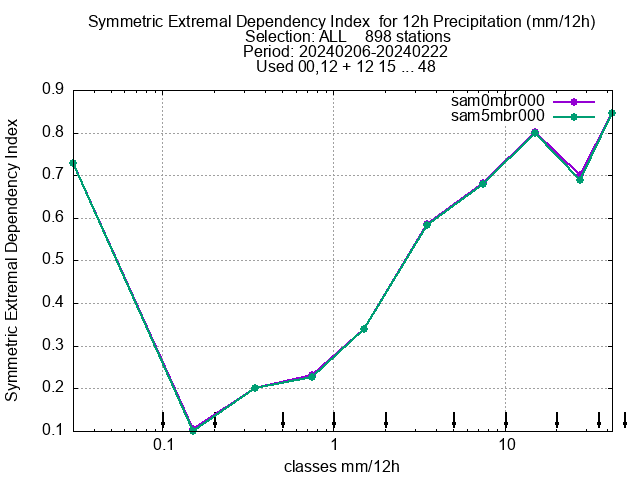 Symmetric Extremal Dependency Index  for 12h Precipitation (mm/12h)
Selection: ALL    898 stations
Period: 20240206-20240222
Used 00,12 + 12 15 ... 48
sam0mbr000
sam5mbr000
0.9
0.8
0.7
0.6
0.5
0.4
0.3
0.2
0.1
Symmetric Extremal Dependency Index
0.1 1 10
classes mm/12h